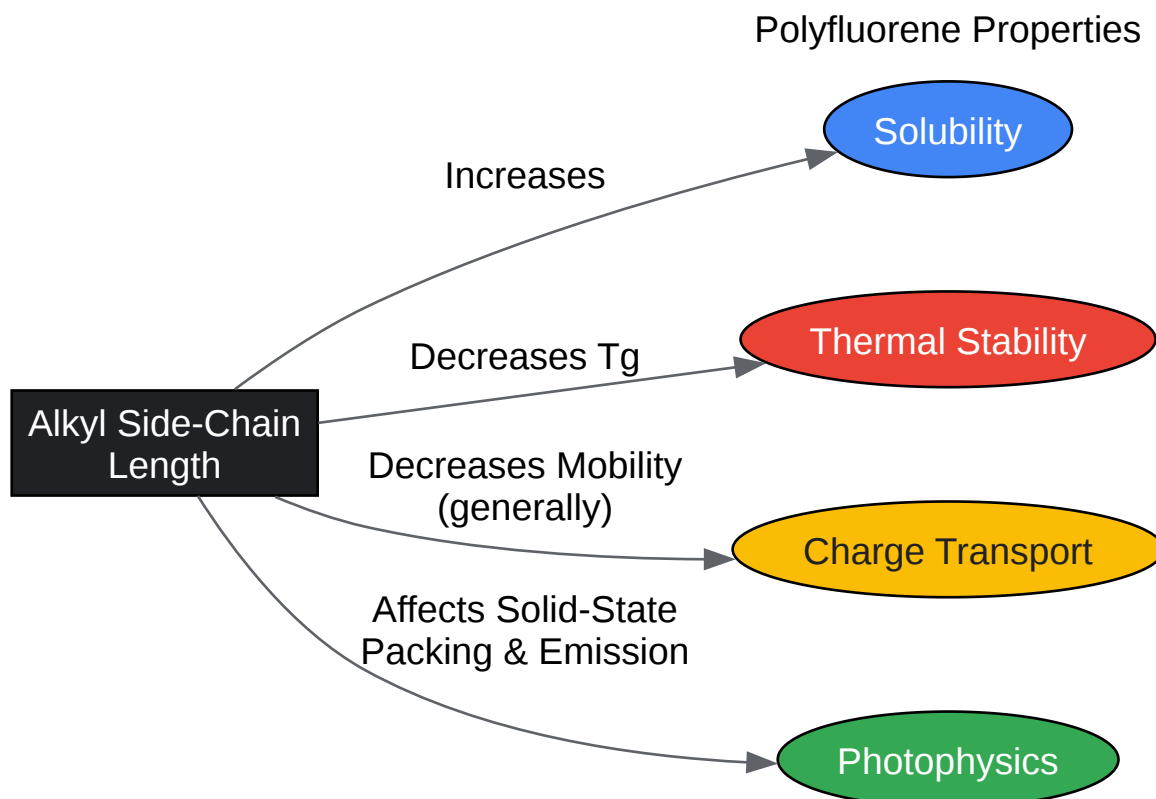 Polyfluorene Properties
Solubility
Increases
Thermal Stability
Decreases Tg
Alkyl Side-Chain
Length
Decreases Mobility
(generally)
Charge Transport
Affects Solid-State
Packing & Emission
Photophysics